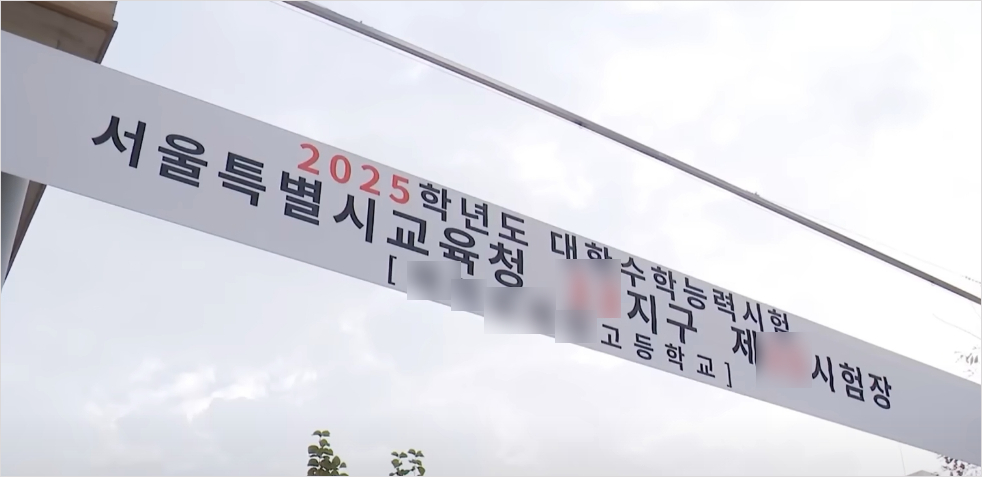 2025학년도 대학수학능력시험
서울특별시교육청 지구 제 시험장
[ 고등학교]